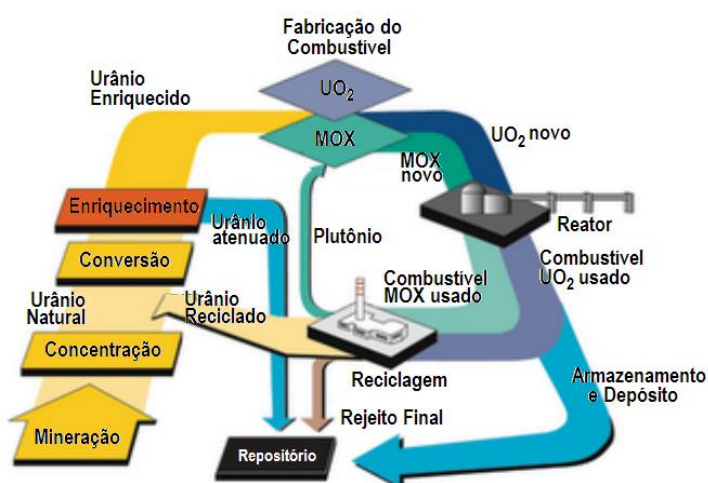 Fabricação do
Combustível
Urânio
Enriquecido
UO₂
MOX
UO₂ novo
MOX
novo
Enriquecimento
Urânio
atenuado
Plutônio
Reator
Conversão
Combustível
MOX usado
Combustível
UO₂ usado
Urânio
Natural
Urânio
Reciclado
Concentração
Reciclagem
Armazenamento
e Depósito
Mineração
Rejeito Final
Repositório